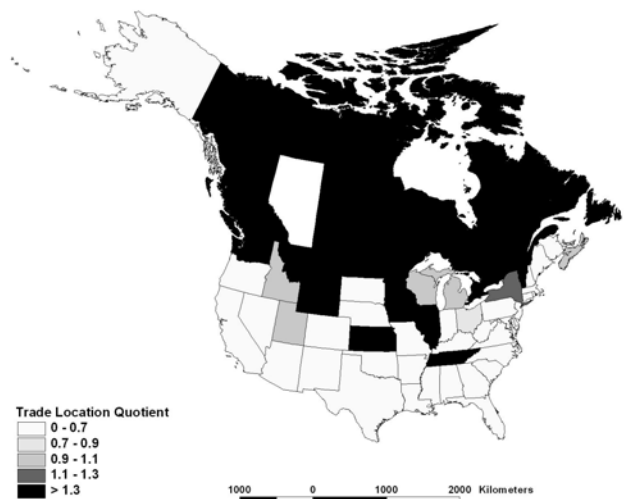 Trade Location Quotient
0 - 0.7
0.7 - 0.9
0.9 - 1.1
1.1 - 1.3
> 1.3
1000 0 1000 2000 Kilometers